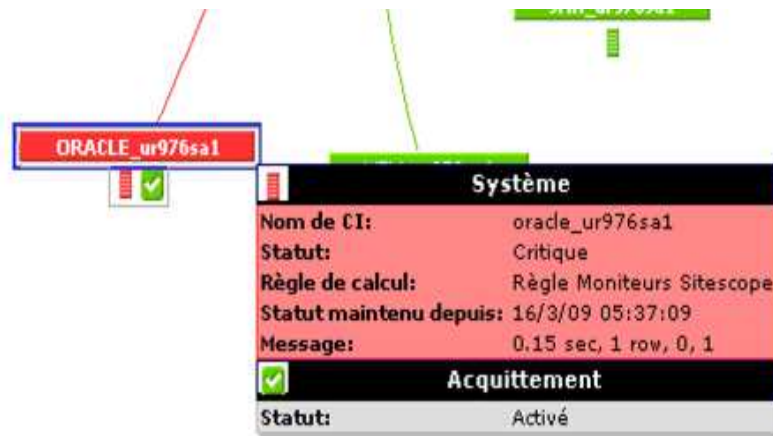 ORACLE_ur976sa1
Système
Nom de CI: oracle_ur976sa1
Statut: Critique
Règle de calcul: Règle Moniteurs Sitescope
Statut maintenu depuis: 16/3/09 05:37:09
Message: 0.15 sec, 1 row, 0, 1
Acquittement
Statut: Activé